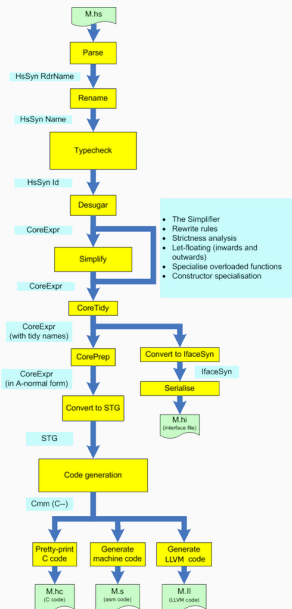 M.hs
Parse
HsSyn RdrName
Rename
HsSyn Name
Typecheck
HsSyn Id
Desugar
CoreExpr
Simplify
• The Simplifier
• Rewrite rules
• Strictness analysis
• Let-floating (inwards and
outwards)
• Specialise overloaded functions
• Constructor specialisation
CoreExpr
CoreTidy
CoreExpr
(with tidy names)
CorePrep
Convert to IfaceSyn
CoreExpr
(in A-normal form)
IfaceSyn
Serialise
Convert to STG
M.hi
(interface file)
STG
Code generation
Cmm (C--)
Pretty-print
C code
Generate
machine code
Generate
LLVM code
M.hc
(C code)
M.s
(asm code)
M.ll
(LLVM code)